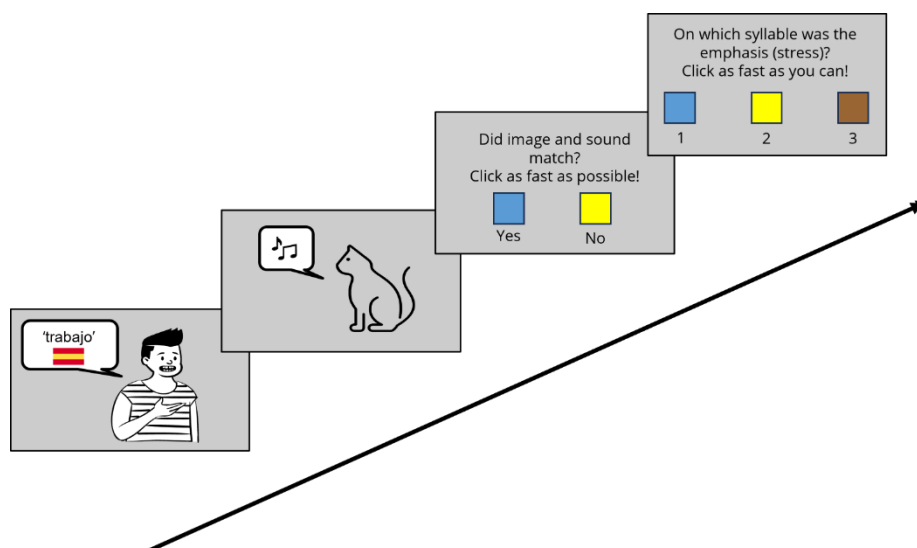 'trabajo'
Did image and sound
match?
Click as fast as possible!
Yes No
On which syllable was the
emphasis (stress)?
Click as fast as you can!
1 2 3